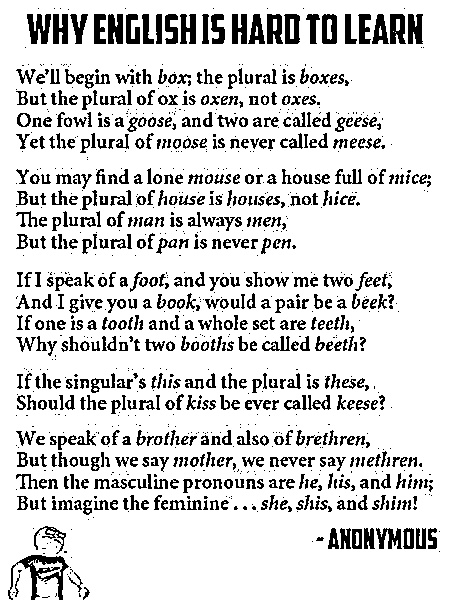 WHY ENGLISH IS HARD TO LEARN
We'll begin with box; the plural is boxes,
But the plural of ox is oxen, not oxes.
One fowl is a goose, and two are called geese,
Yet the plural of moose is never called meese.
You may find a lone mouse or a house full of mice;
But the plural of house is houses, not hice.
The plural of man is always men,
But the plural of pan is never pen.
If I speak of a foot, and you show me two feet,
And I give you a book, would a pair be a beek?
If one is a tooth and a whole set are teeth,
Why shouldn't two booths be called beeth?
If the singular's this and the plural is these,
Should the plural of kiss be ever called keese?
We speak of a brother and also of brethren,
But though we say mother, we never say methren.
Then the masculine pronouns are he, his, and him;
But imagine the feminine . . . she, shis, and shim!
- ANONYMOUS